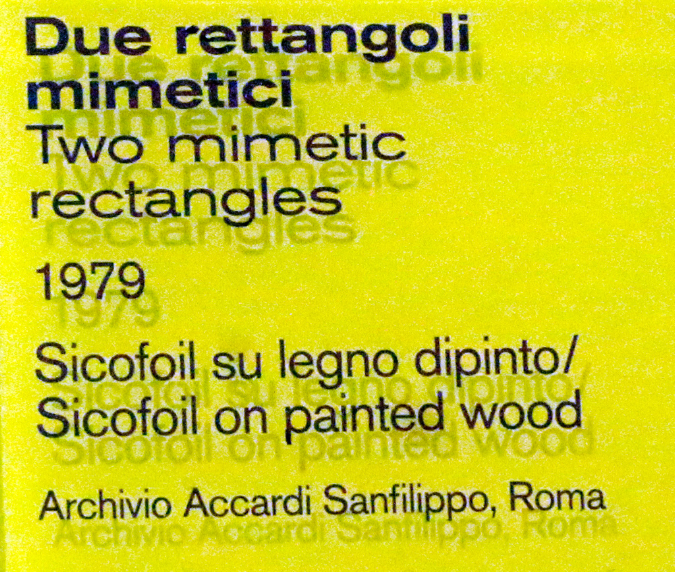 Due rettangoli
mimetici
Two mimetic
rectangles
1979
Sicofoil su legno dipinto/
Sicofoil on painted wood
Archivio Accardi Sanfilippo, Roma